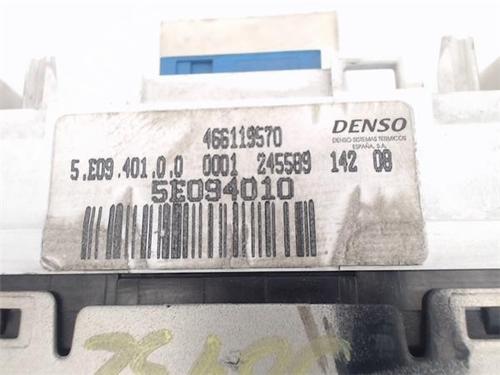 466119570
DENSO
DENSO SISTEMAS TERMICOS
ESPAÑA, S.A.
5.E09.401.0.0 0001 245589 142 08
5E094010